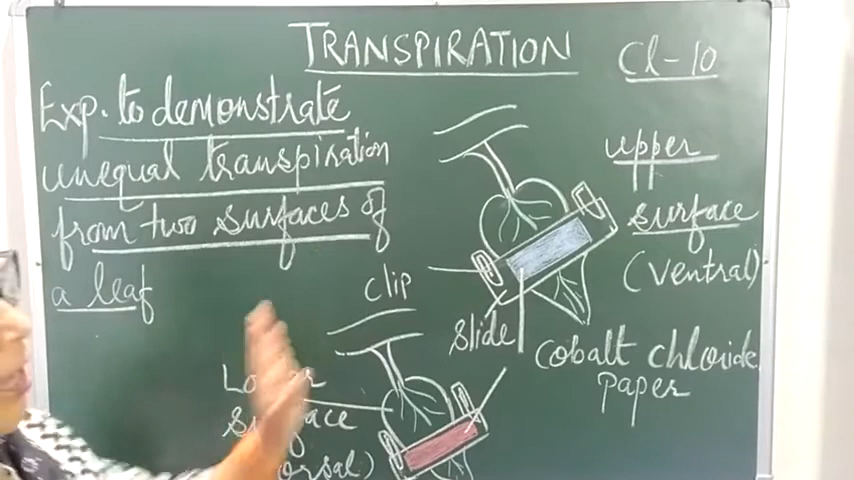 TRANSPIRATION
Cl-10
Exp. to demonstrate
unequal transpiration
from two surfaces of
a leaf
upper
surface
(ventral)
clip
slide
cobalt chloride
paper